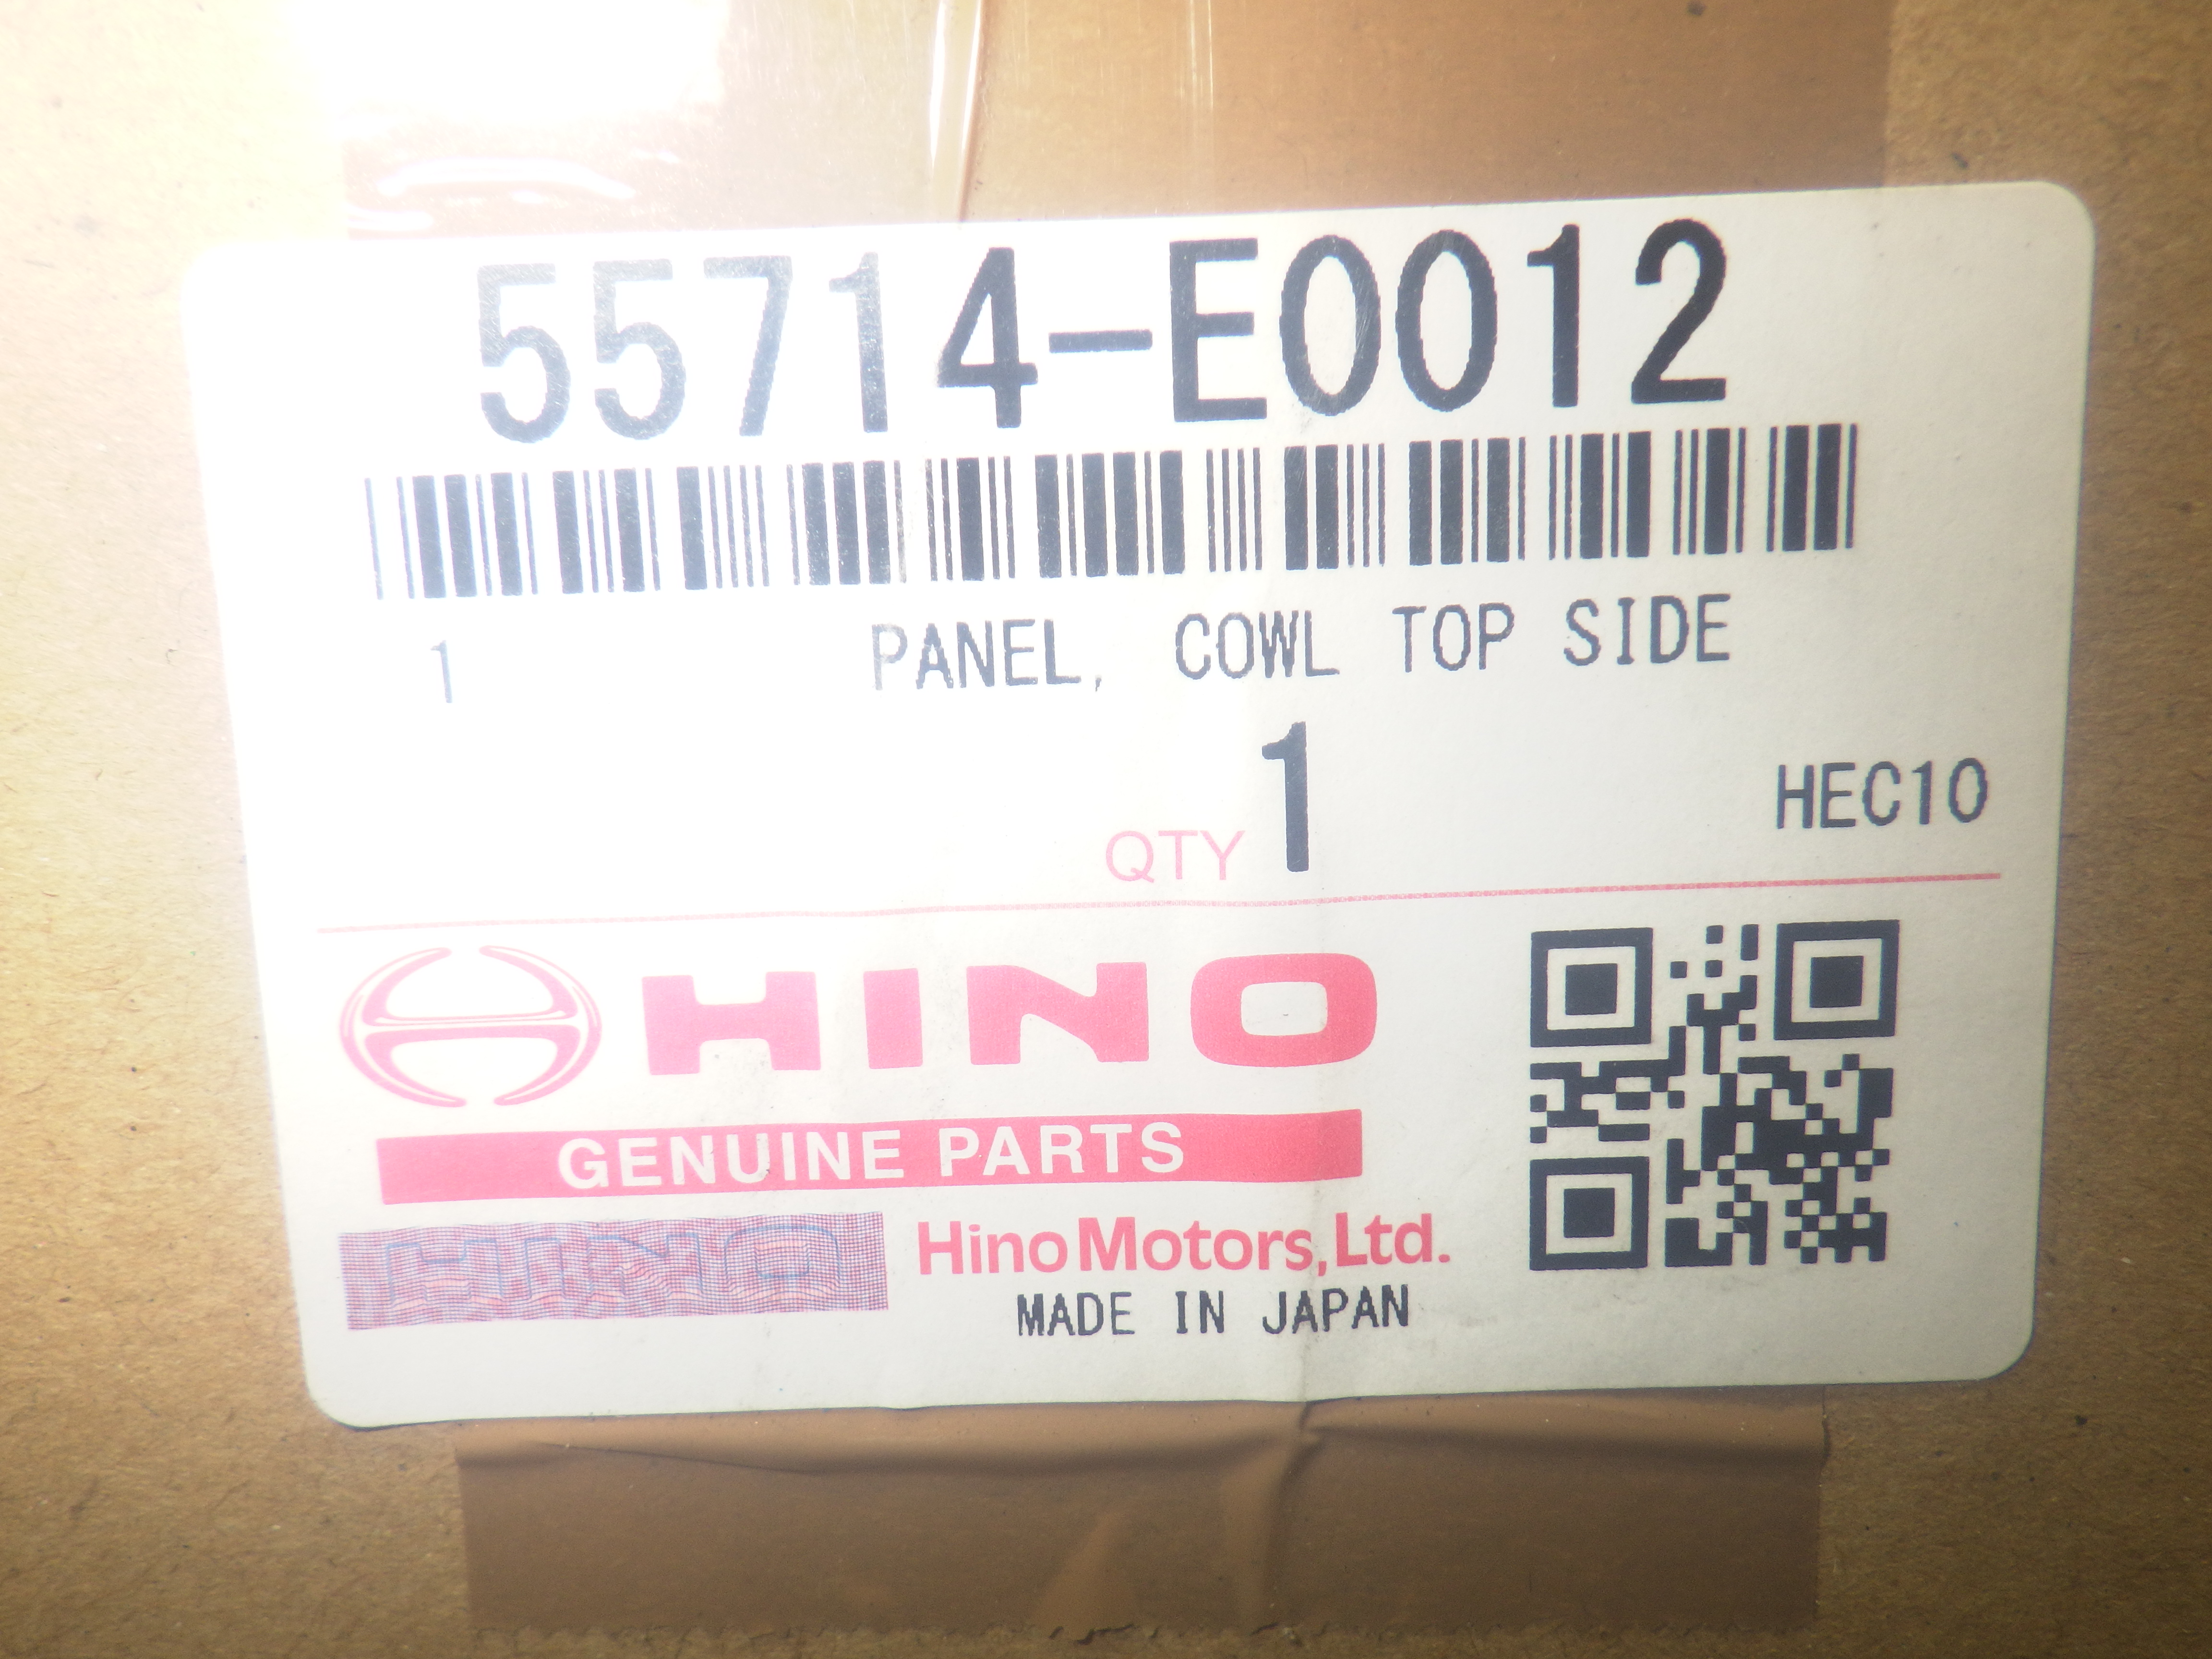 55714-E0012
1 PANEL, COWL TOP SIDE
QTY 1 HEC10
HINO
GENUINE PARTS
HINO Hino Motors, Ltd.
MADE IN JAPAN